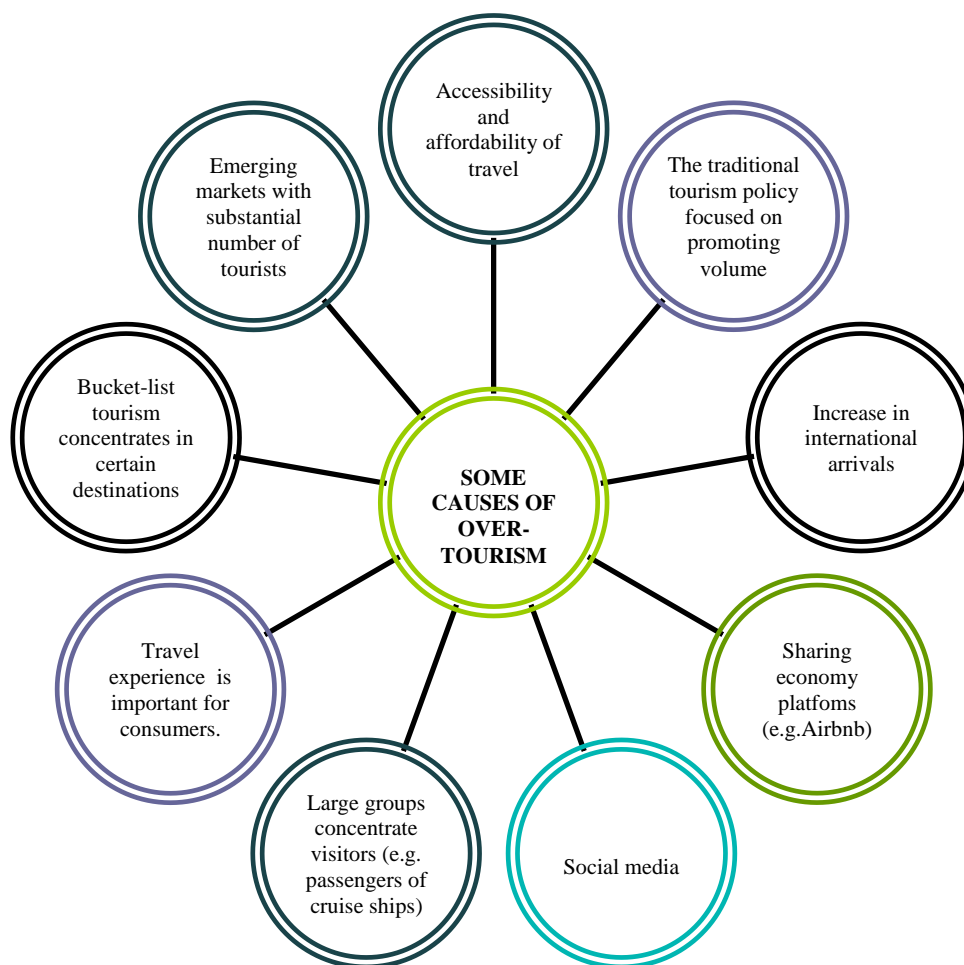 Accessibility
and
affordability of
travel
The traditional
tourism policy
focused on
promoting
volume
Increase in
international
arrivals
Sharing
economy
platfoms
(e.g.Airbnb)
Social media
Large groups
concentrate
visitors (e.g.
passengers of
cruise ships)
Travel
experience is
important for
consumers.
Bucket-list
tourism
concentrates in
certain
destinations
Emerging
markets with
substantial
number of
tourists
SOME
CAUSES OF
OVER-
TOURISM